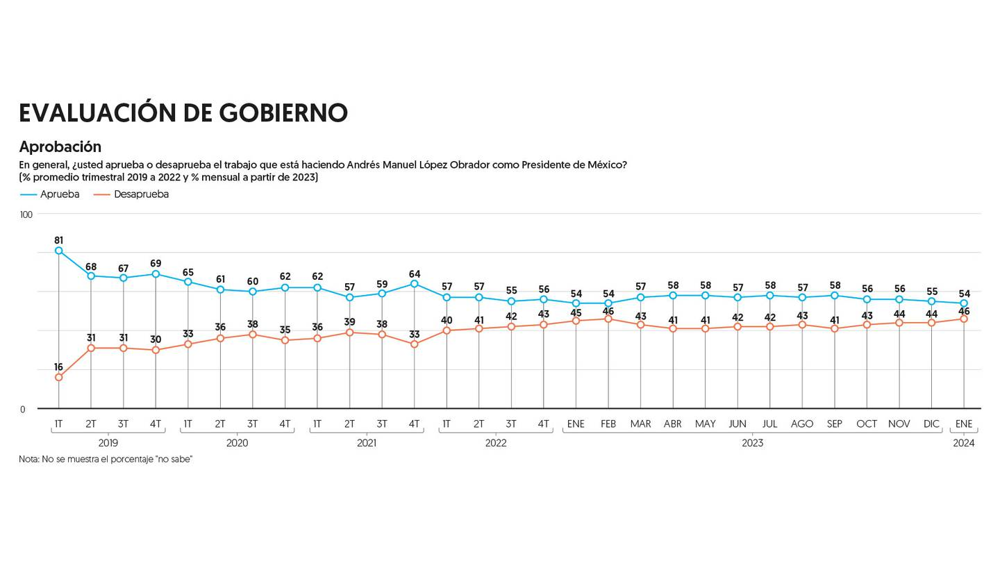 EVALUACIÓN DE GOBIERNO
Aprobación
En general, ¿usted aprueba o desaprueba el trabajo que está haciendo Andrés Manuel López Obrador como Presidente de México?
(% promedio trimestral 2019 a 2022 y % mensual a partir de 2023)
Aprueba Desaprueba
100
81 68 67 69 65 61 60 62 62 57 59 64 57 57 55 56 54 54 57 58 58 57 58 57 58 56 56 55 54
16 31 31 30 33 36 38 35 36 39 38 33 40 41 42 43 45 46 43 41 41 42 42 43 41 43 44 44 46
0
1T 2T 3T 4T 1T 2T 3T 4T 1T 2T 3T 4T 1T 2T 3T 4T ENE FEB MAR ABR MAY JUN JUL AGO SEP OCT NOV DIC ENE
2019 2020 2021 2022 2023 2024
Nota: No se muestra el porcentaje "no sabe"